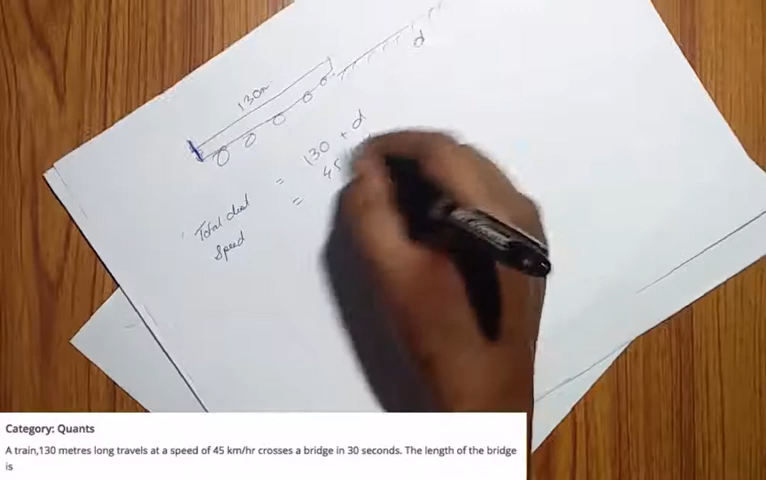 130m
d
Total dist = 130 + d
Speed = 45
Category: Quants
A train,130 metres long travels at a speed of 45 km/hr crosses a bridge in 30 seconds. The length of the bridge
is